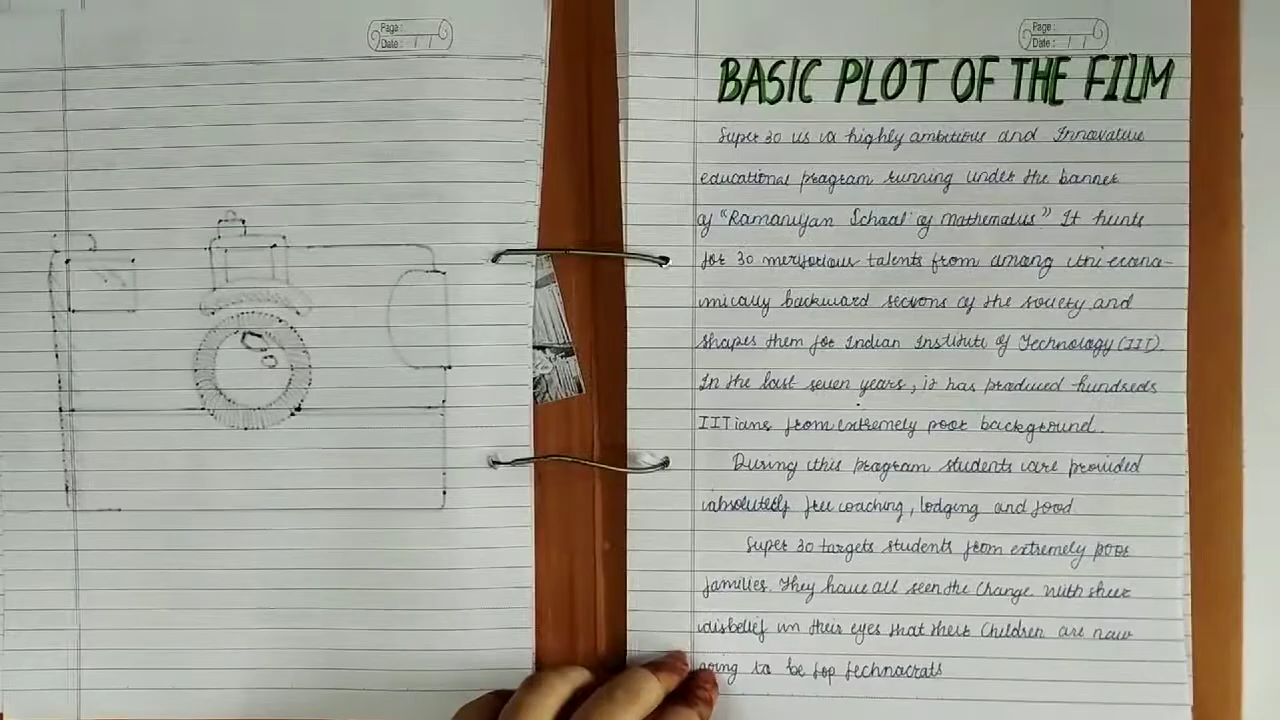 Page :
Date : / /
Page :
Date : / /
BASIC PLOT OF THE FILM
Super 30 is a highly ambitious and Innovative
educational program running under the banner
of "Ramanujan School of Mathematics" It hunts
for 30 meritorious talents from among the econo-
mically backward sections of the society and
shapes them for Indian Institute of Technology (IIT).
In the last seven years, it has produced hundreds
IITians from extremely poor background.
During this program students are provided
absolutely free coaching, lodging and food
Super 30 targets students from extremely poor
families. They have all seen the Change With sheer
disbelief in their eyes that their Children are now
going to be top technocrats